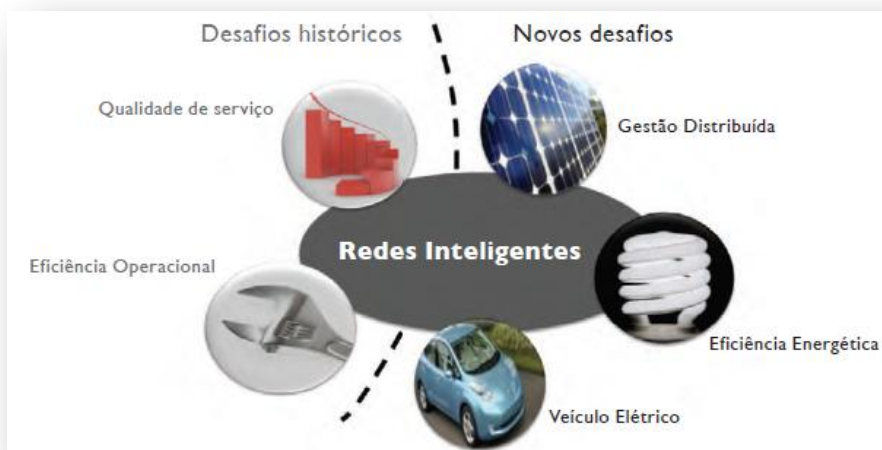 Desafios históricos
Novos desafios
Qualidade de serviço
Gestão Distribuída
Redes Inteligentes
Eficiência Operacional
Eficiência Energética
Veículo Elétrico